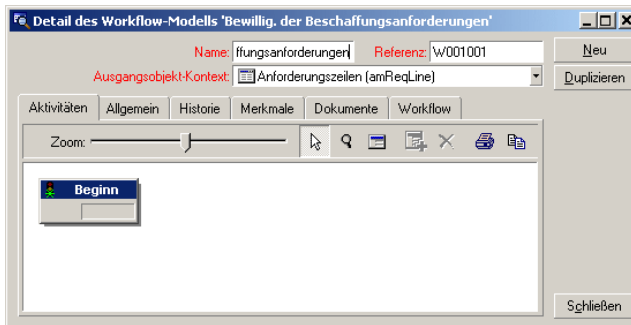 Detail des Workflow-Modells 'Bewillig. der Beschaffungsanforderungen'
Name: ffungsanforderungen Referenz: W001001 Neu
Ausgangsobjekt-Kontext: Anforderungszeilen (amReqLine) Duplizieren
Aktivitäten Allgemein Historie Merkmale Dokumente Workflow
Zoom:
Beginn
Schließen